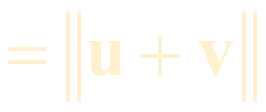 = ‖u + v‖